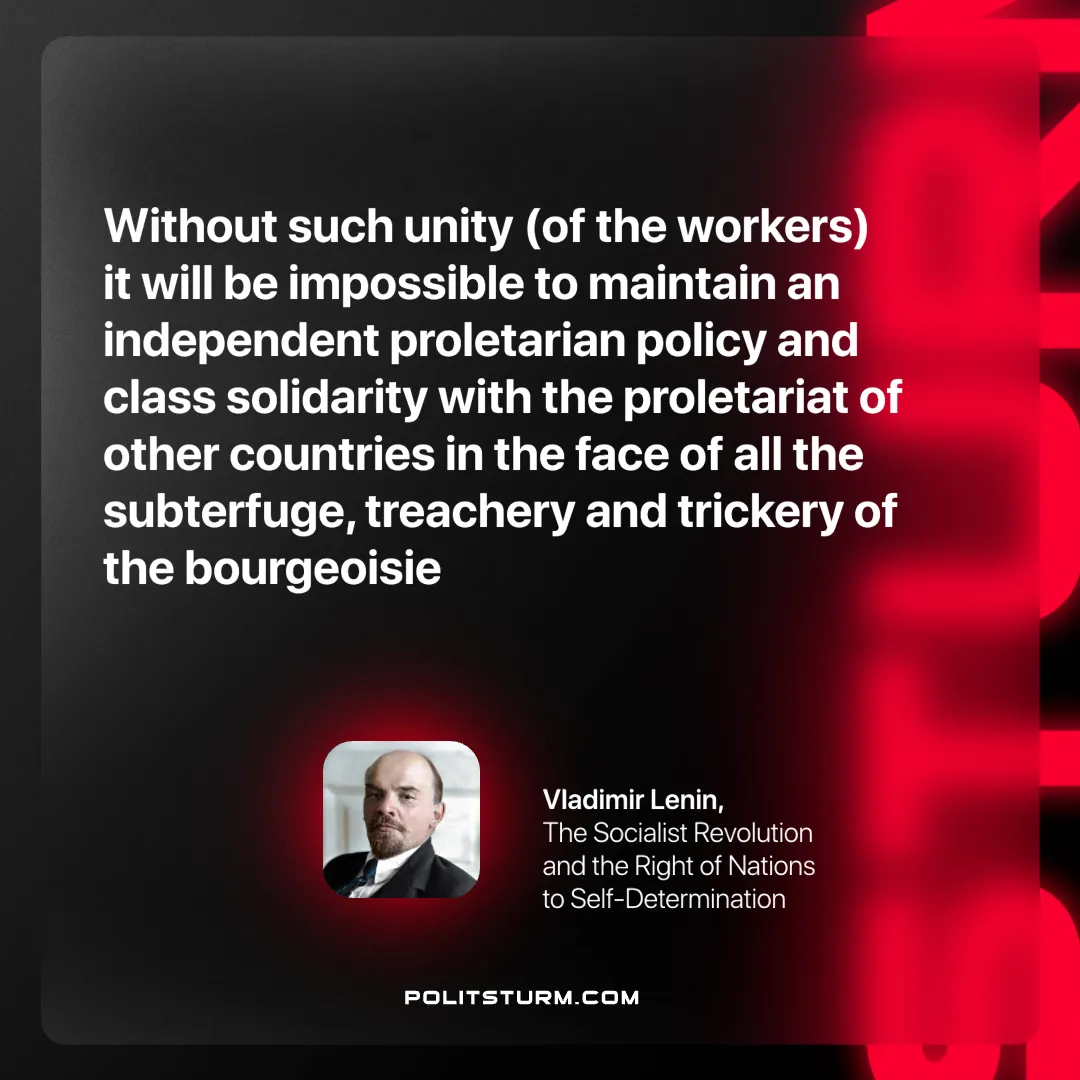 Without such unity (of the workers)
it will be impossible to maintain an
independent proletarian policy and
class solidarity with the proletariat of
other countries in the face of all the
subterfuge, treachery and trickery of
the bourgeoisie
Vladimir Lenin,
The Socialist Revolution
and the Right of Nations
to Self-Determination
POLITSTURM.COM